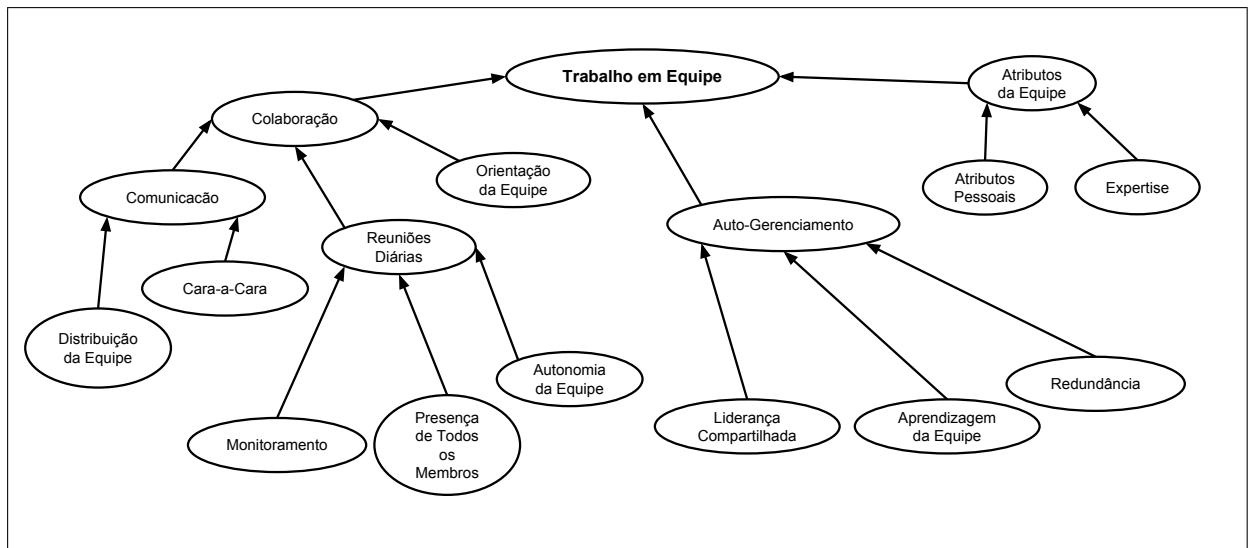 Trabalho em Equipe
Atributos
da Equipe
Colaboração
Orientação
da Equipe
Atributos
Pessoais
Expertise
Comunicacão
Auto-Gerenciamento
Reuniões
Diárias
Cara-a-Cara
Distribuição
da Equipe
Autonomia
da Equipe
Redundância
Monitoramento
Presença
de Todos
os
Membros
Liderança
Compartilhada
Aprendizagem
da Equipe